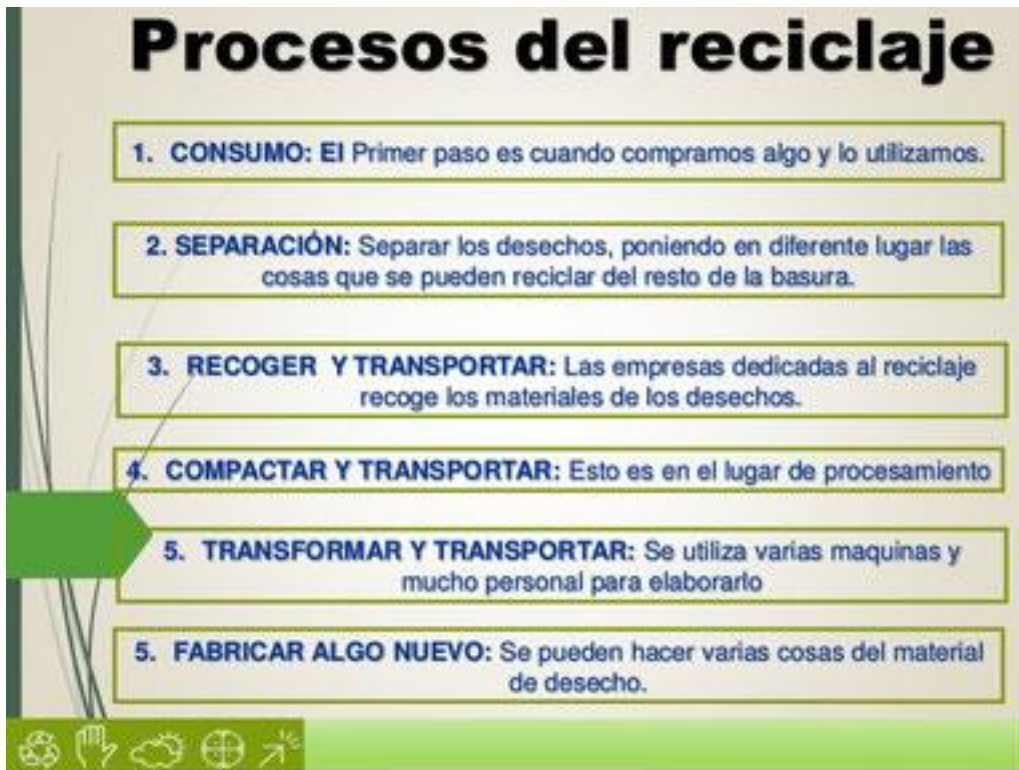 Procesos del reciclaje
1. CONSUMO: El Primer paso es cuando compramos algo y lo utilizamos.
2. SEPARACIÓN: Separar los desechos, poniendo en diferente lugar las
cosas que se pueden reciclar del resto de la basura.
3. RECOGER Y TRANSPORTAR: Las empresas dedicadas al reciclaje
recoge los materiales de los desechos.
4. COMPACTAR Y TRANSPORTAR: Esto es en el lugar de procesamiento
5. TRANSFORMAR Y TRANSPORTAR: Se utiliza varias maquinas y
mucho personal para elaborarlo
5. FABRICAR ALGO NUEVO: Se pueden hacer varias cosas del material
de desecho.